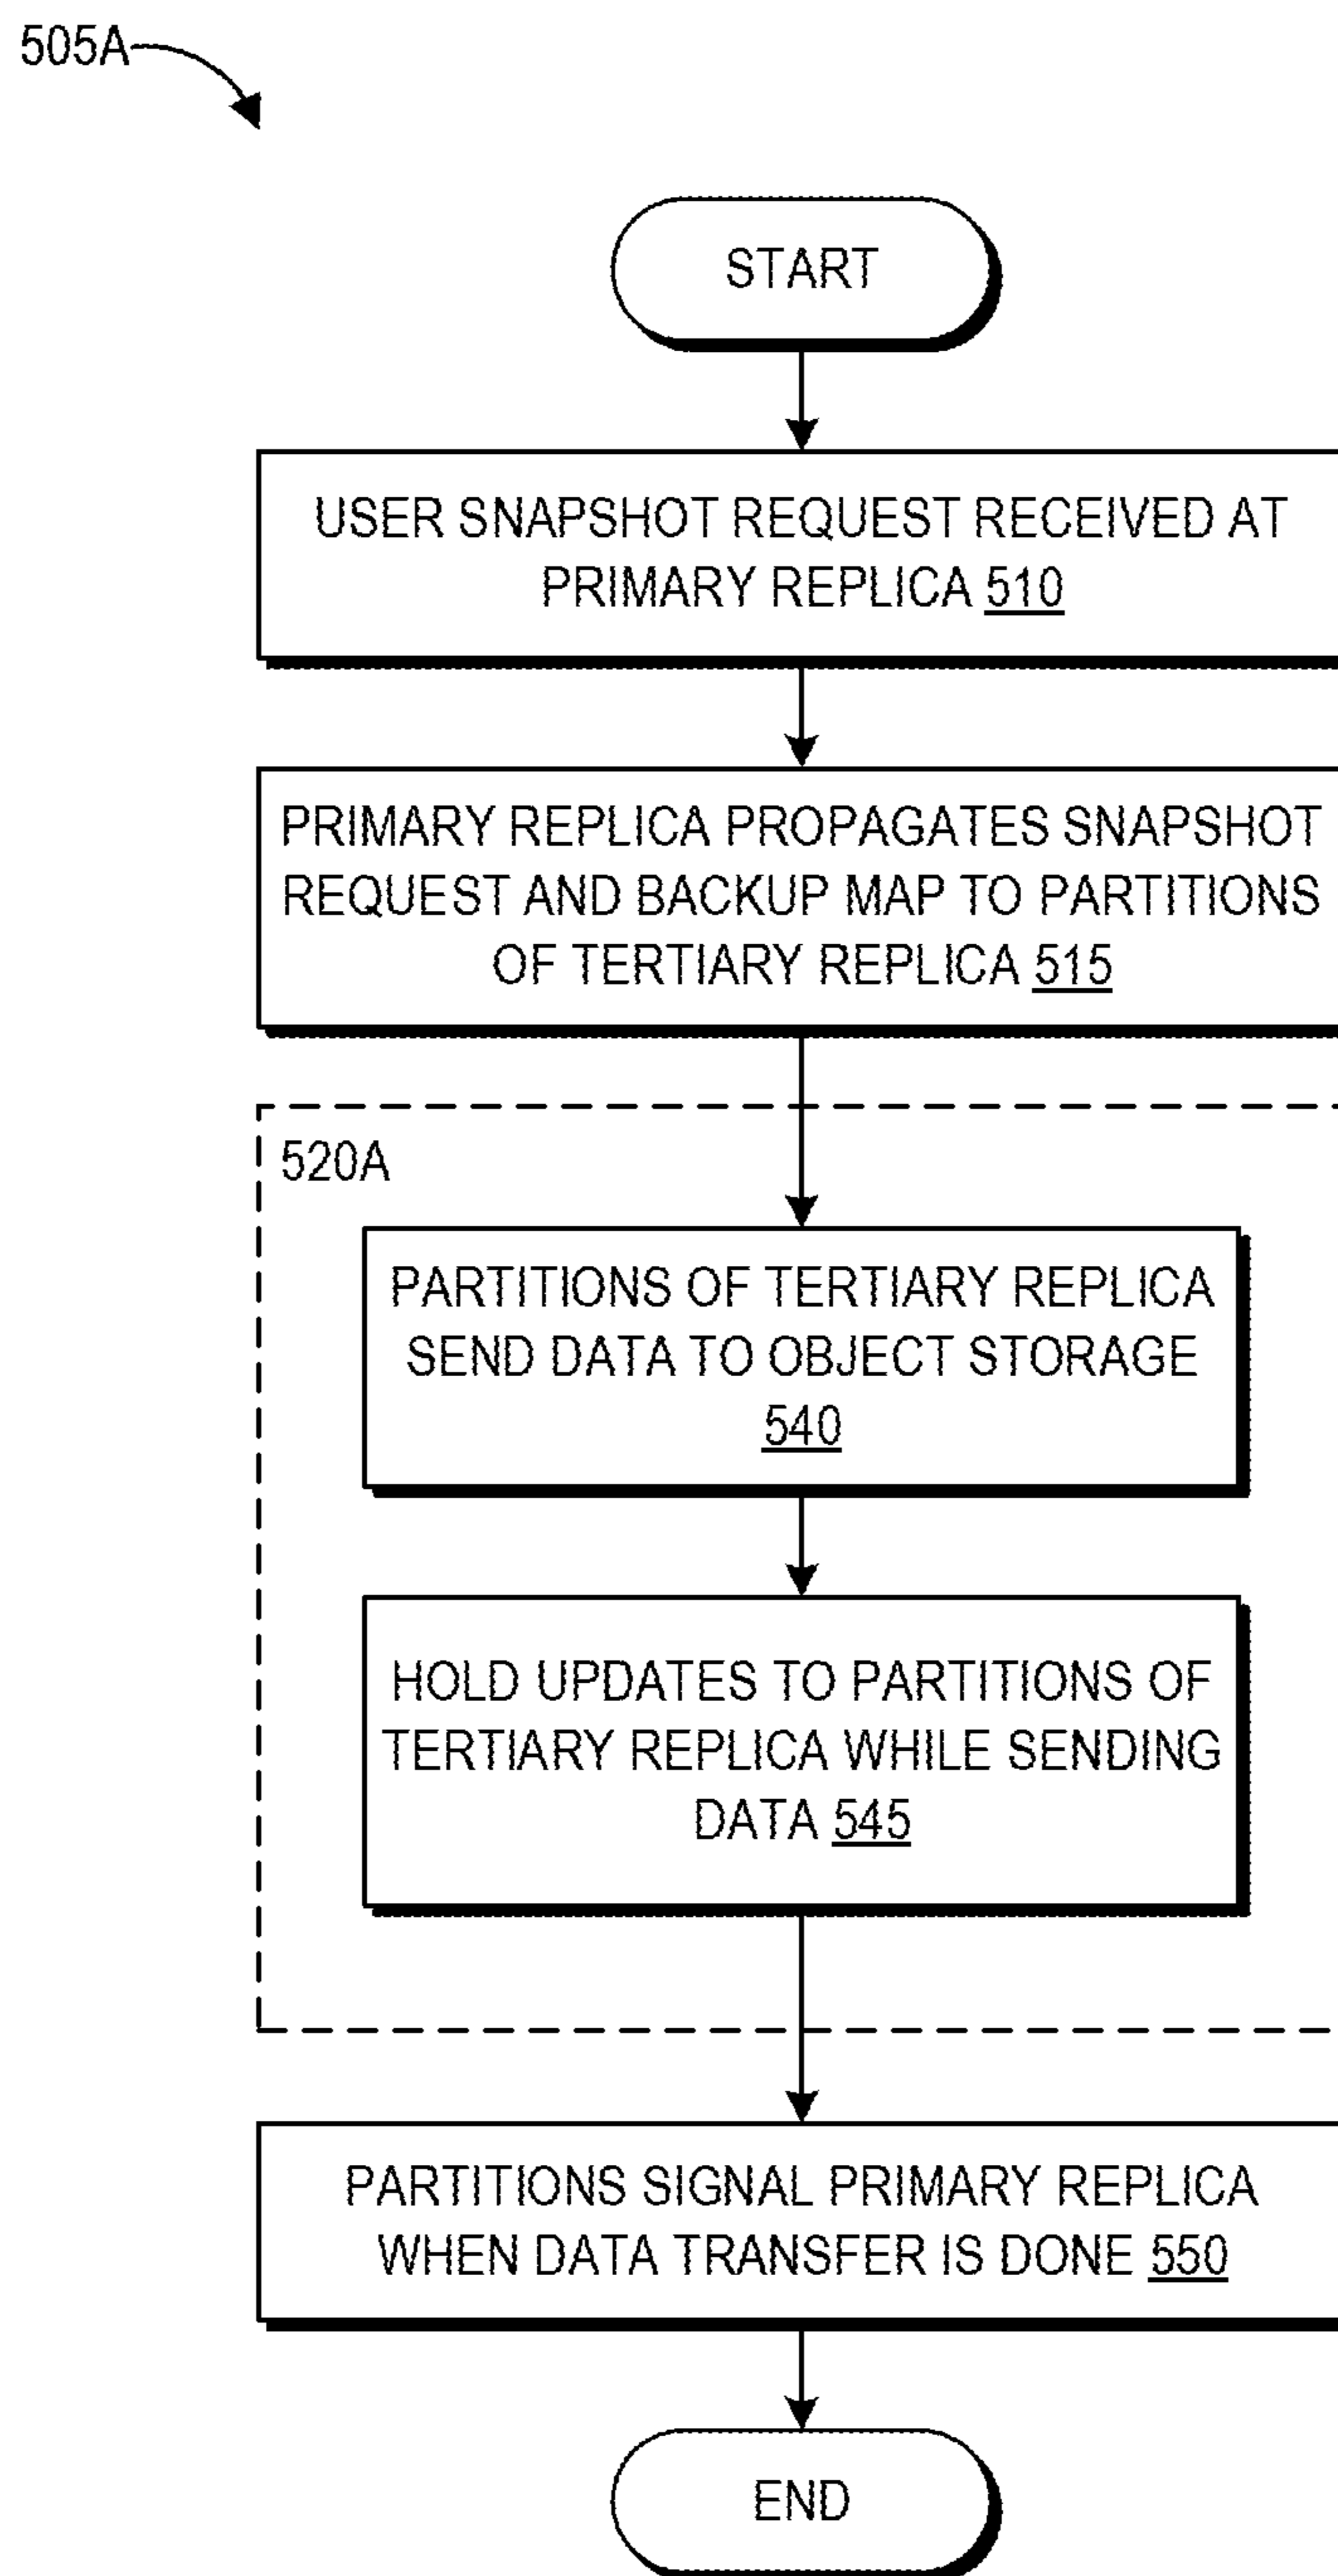 505A
START
USER SNAPSHOT REQUEST RECEIVED AT
PRIMARY REPLICA 510
PRIMARY REPLICA PROPAGATES SNAPSHOT
REQUEST AND BACKUP MAP TO PARTITIONS
OF TERTIARY REPLICA 515
520A
PARTITIONS OF TERTIARY REPLICA
SEND DATA TO OBJECT STORAGE
540
HOLD UPDATES TO PARTITIONS OF
TERTIARY REPLICA WHILE SENDING
DATA 545
PARTITIONS SIGNAL PRIMARY REPLICA
WHEN DATA TRANSFER IS DONE 550
END